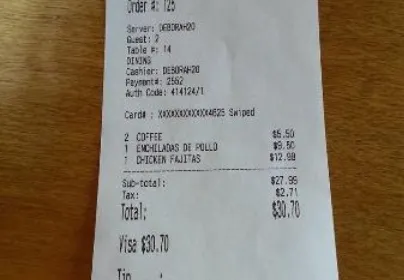 Order #: 125
Server: DEBORAH20
Guest: 2
Table #: 14
DINING
Cashier: DEBORAH20
Payment#: 2562
Auth Code: 414124/1
Card# : XXXXXXXXXXXX4625 Swiped
2 COFFEE $5.50
1 ENCHILADAS DE POLLO $9.50
1 CHICKEN FAJITAS $12.99
Sub-total: $27.99
Tax: $2.71
Total: $30.70
Visa $30.70
Tip :